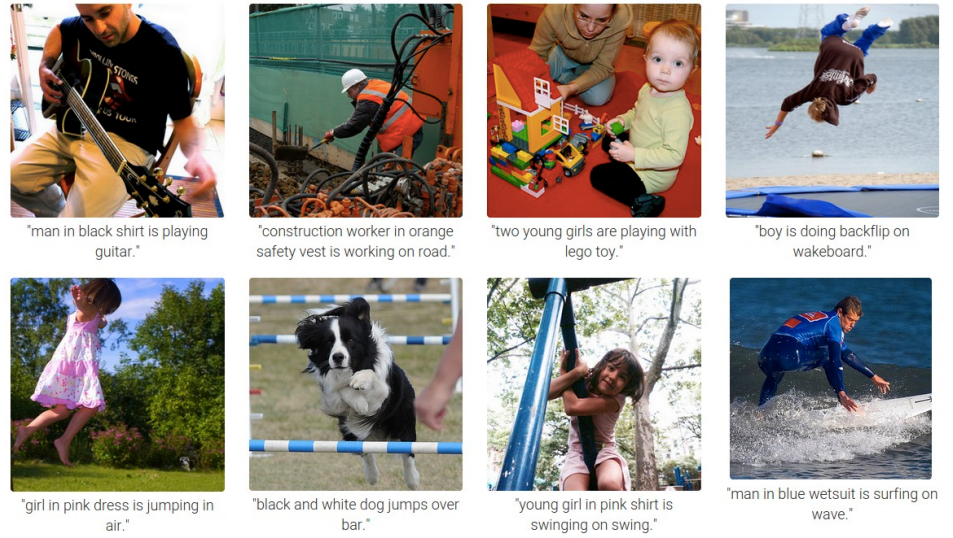 "man in black shirt is playing
guitar."
"construction worker in orange
safety vest is working on road."
"two young girls are playing with
lego toy."
"boy is doing backflip on
wakeboard."
"girl in pink dress is jumping in
air."
"black and white dog jumps over
bar."
"young girl in pink shirt is
swinging on swing."
"man in blue wetsuit is surfing on
wave."